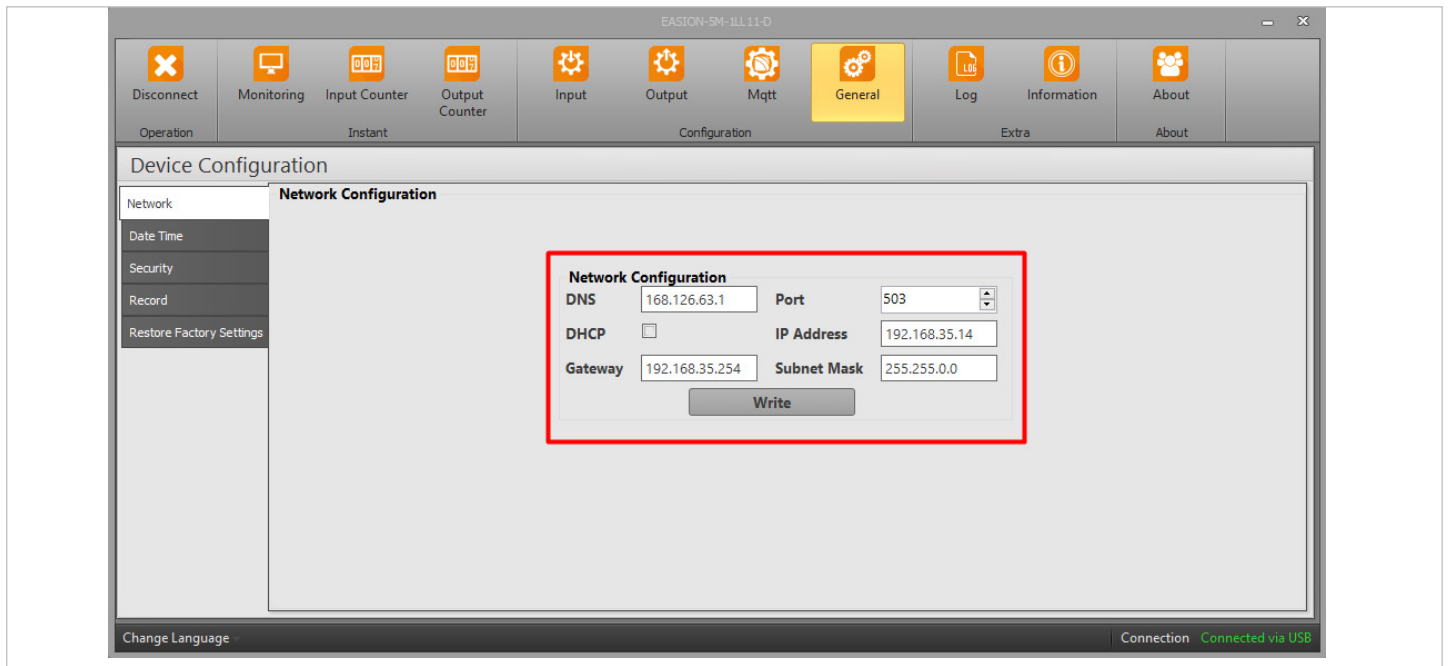 EASION-5M-1LL11-D
Disconnect Monitoring Input Counter Output Counter Input Output Mqtt General Log Information About
Operation Instant Configuration Extra About
Device Configuration
Network
Date Time
Security
Record
Restore Factory Settings
Network Configuration
Network Configuration
DNS 168.126.63.1 Port 503
DHCP IP Address 192.168.35.14
Gateway 192.168.35.254 Subnet Mask 255.255.0.0
Write
Change Language Connection Connected via USB